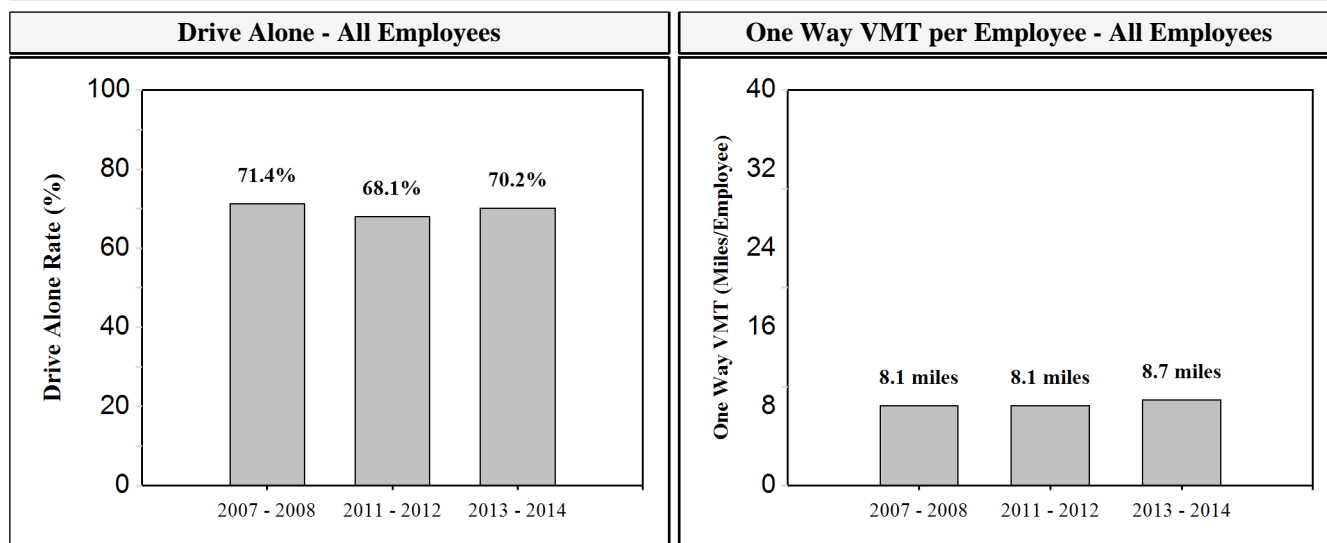 Drive Alone - All Employees
Drive Alone Rate (%)
100
80
60
40
20
0
71.4%
68.1%
70.2%
2007 - 2008
2011 - 2012
2013 - 2014
One Way VMT per Employee - All Employees
One Way VMT (Miles/Employee)
40
32
24
16
8
0
8.1 miles
8.1 miles
8.7 miles
2007 - 2008
2011 - 2012
2013 - 2014